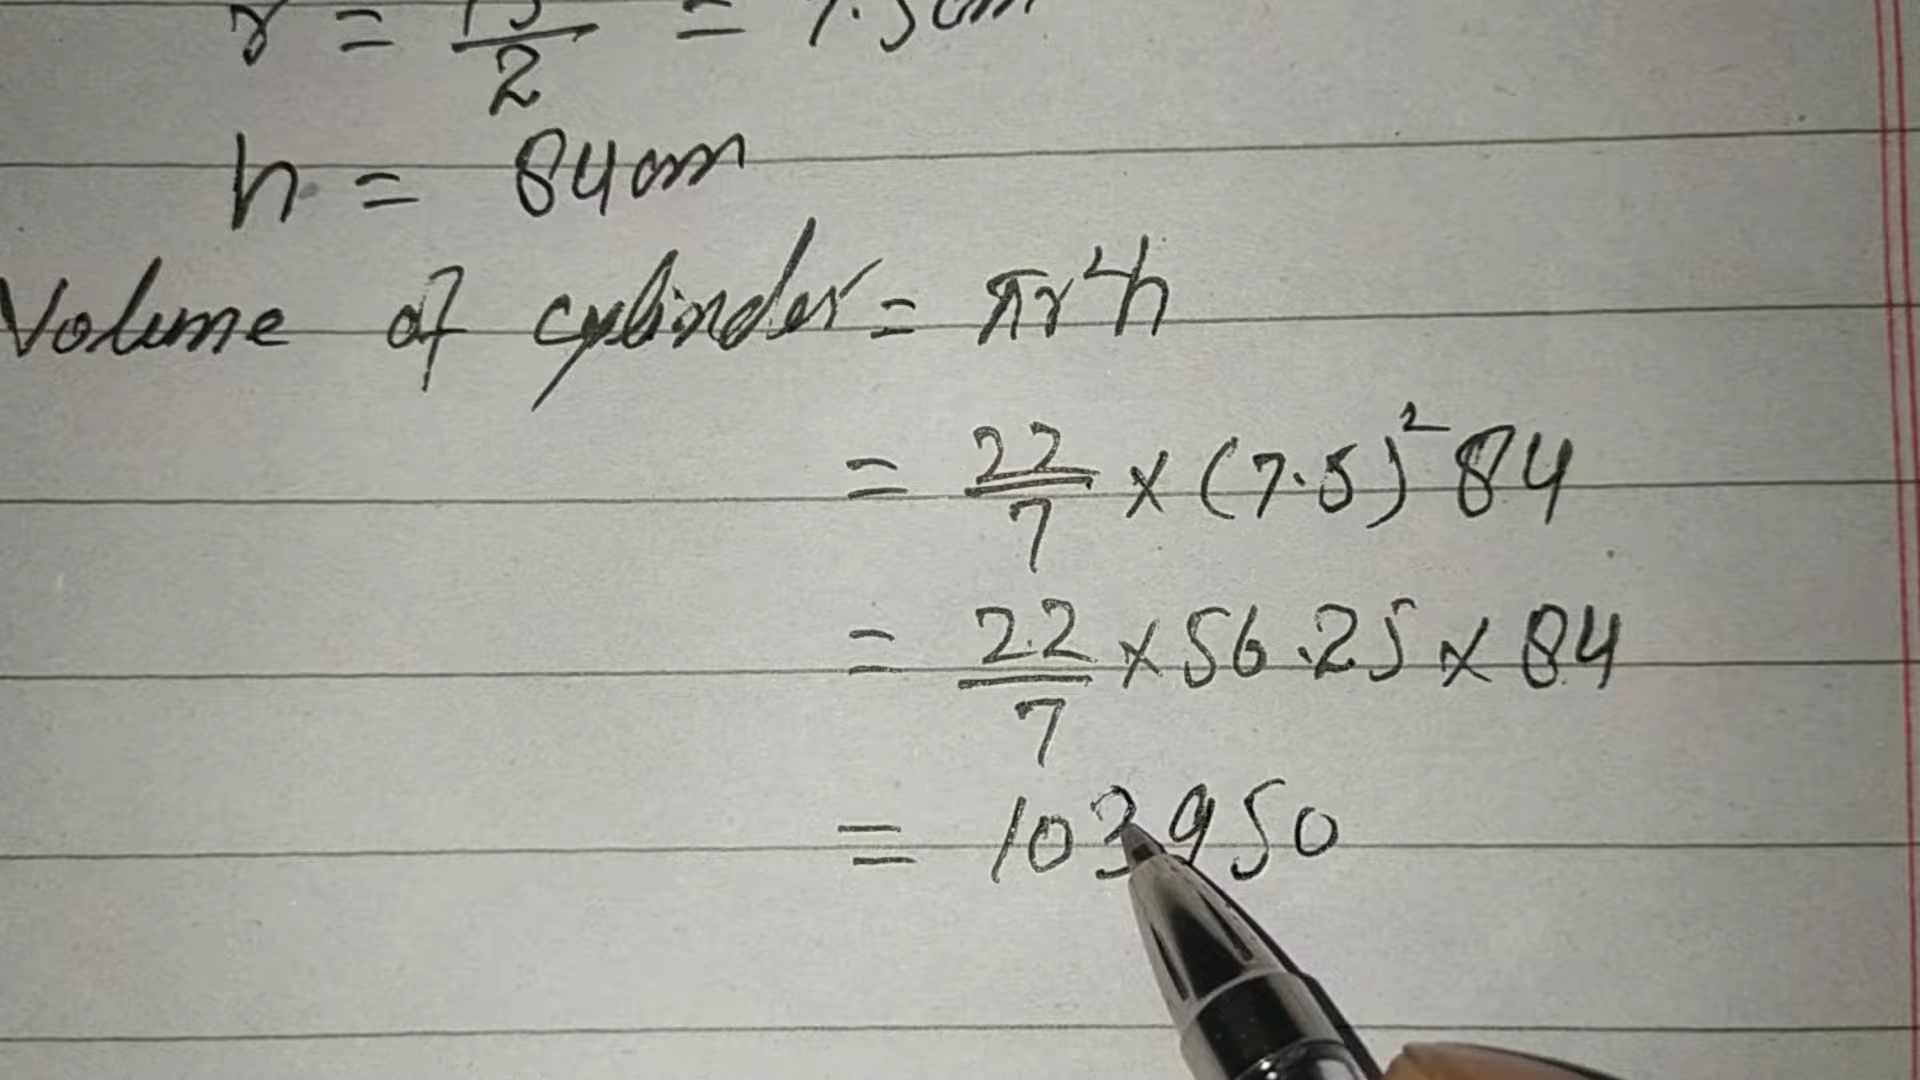 r = 15/2 = 7.5cm
h = 84cm
Volume of cylinder = πr²h
= 22/7 × (7.5)² 84
= 22/7 × 56.25 × 84
= 103950